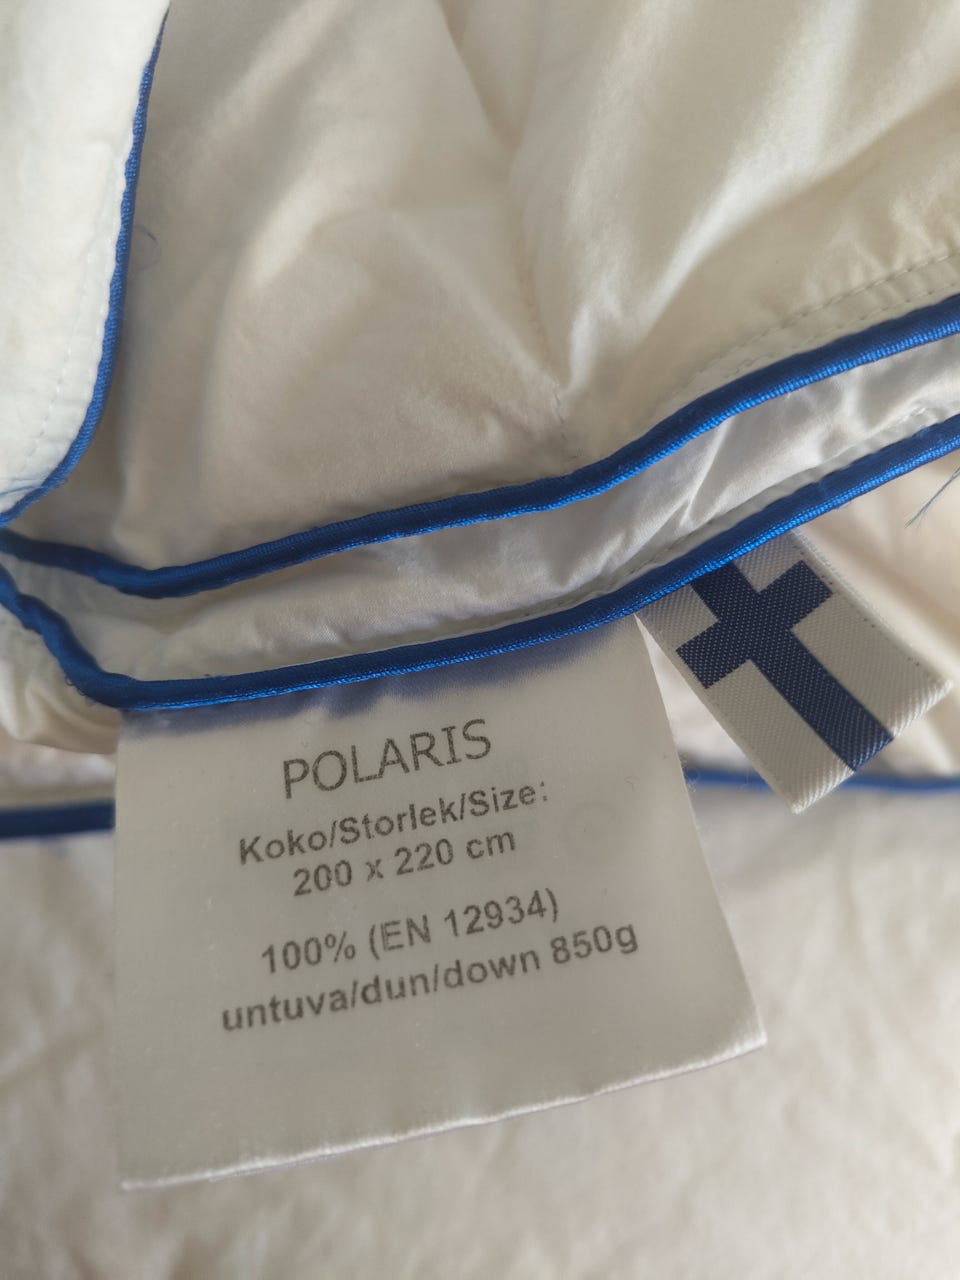 POLARIS
Koko/Storlek/Size:
200 x 220 cm
100% (EN 12934)
untuva/dun/down 850g